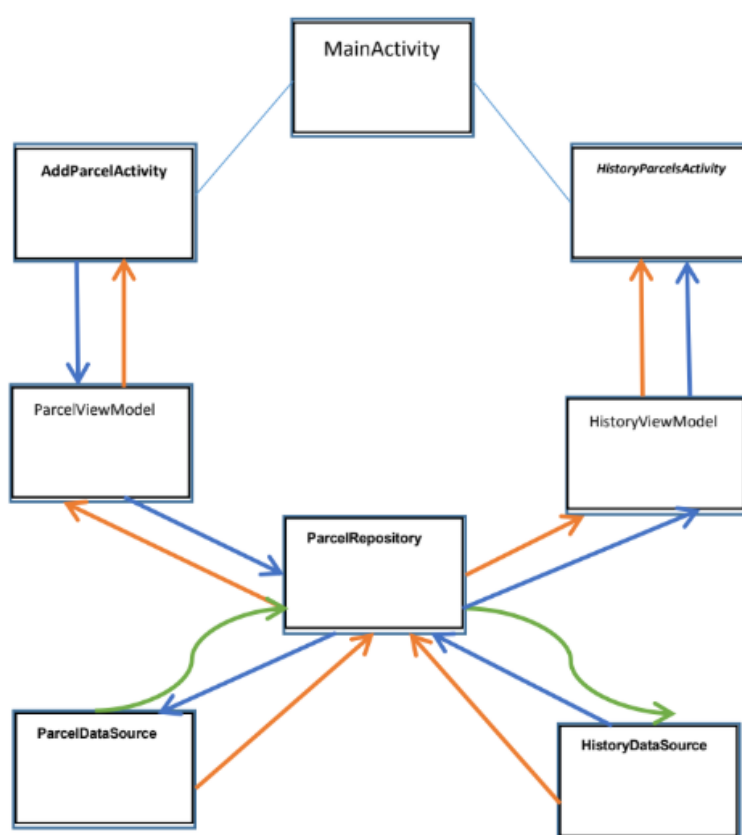 MainActivity
AddParcelActivity
HistoryParcelsActivity
ParcelViewModel
HistoryViewModel
ParcelRepository
ParcelDataSource
HistoryDataSource